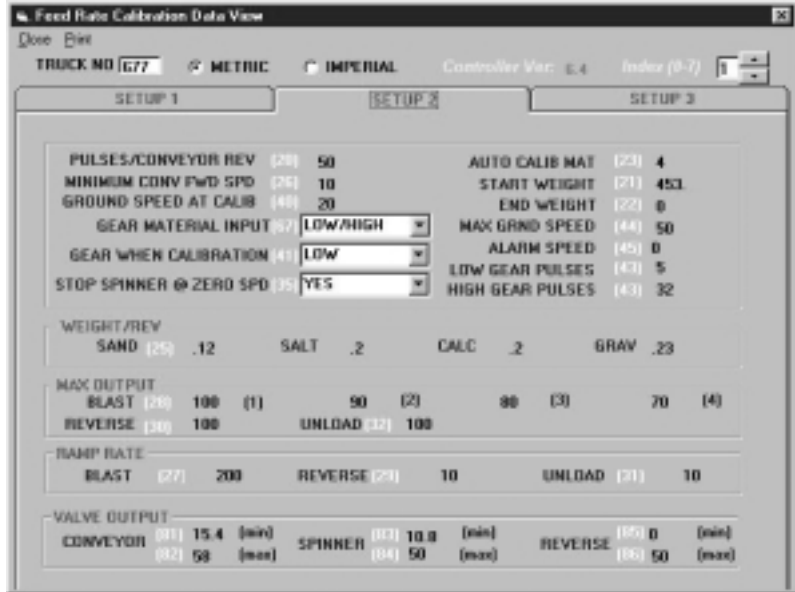 Feed Rate Calibration Data View
Close Print
TRUCK NO 677 METRIC IMPERIAL Controller Ver: 6.4 Index (0-7) 1
SETUP 1 SETUP 2 SETUP 3
PULSES/CONVEYOR REV (20) 50 AUTO CALIB MAT (23) 4
MINIMUM CONV FWD SPD (26) 10 START WEIGHT (21) 453.
GROUND SPEED AT CALIB (40) 20 END WEIGHT (22) 0
GEAR MATERIAL INPUT (67) LOW/HIGH MAX GRND SPEED (44) 50
GEAR WHEN CALIBRATION (41) LOW ALARM SPEED (45) 0
LOW GEAR PULSES (43) 5
STOP SPINNER @ ZERO SPD (35) YES HIGH GEAR PULSES (43) 32
WEIGHT/REV
SAND (25) .12 SALT .2 CALC .2 GRAV .23
MAX OUTPUT
BLAST (28) 100 (1) 90 (2) 80 (3) 70 (4)
REVERSE (30) 100 UNLOAD (32) 100
RAMP RATE
BLAST (27) 200 REVERSE (29) 10 UNLOAD (31) 10
VALVE OUTPUT
CONVEYOR (81) 15.4 (min) SPINNER (83) 10.8 (min) REVERSE (85) 0 (min)
(82) 58 (max) (84) 50 (max) (86) 50 (max)